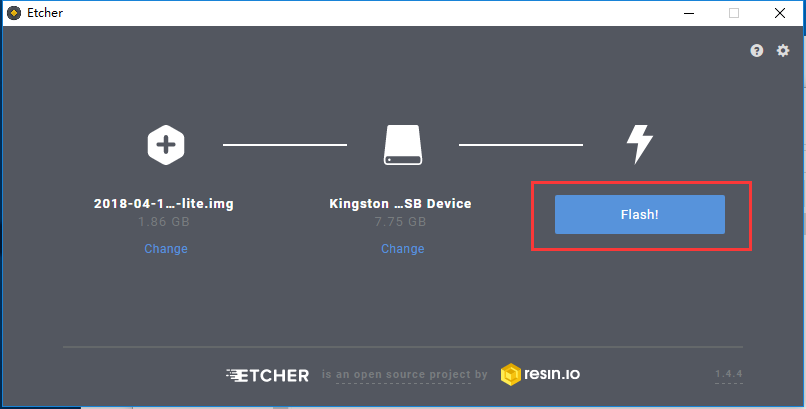 Etcher
2018-04-1...-lite.img
1.86 GB
Change
Kingston ...SB Device
7.75 GB
Change
Flash!
ETCHER is an open source project by resin.io
1.4.4